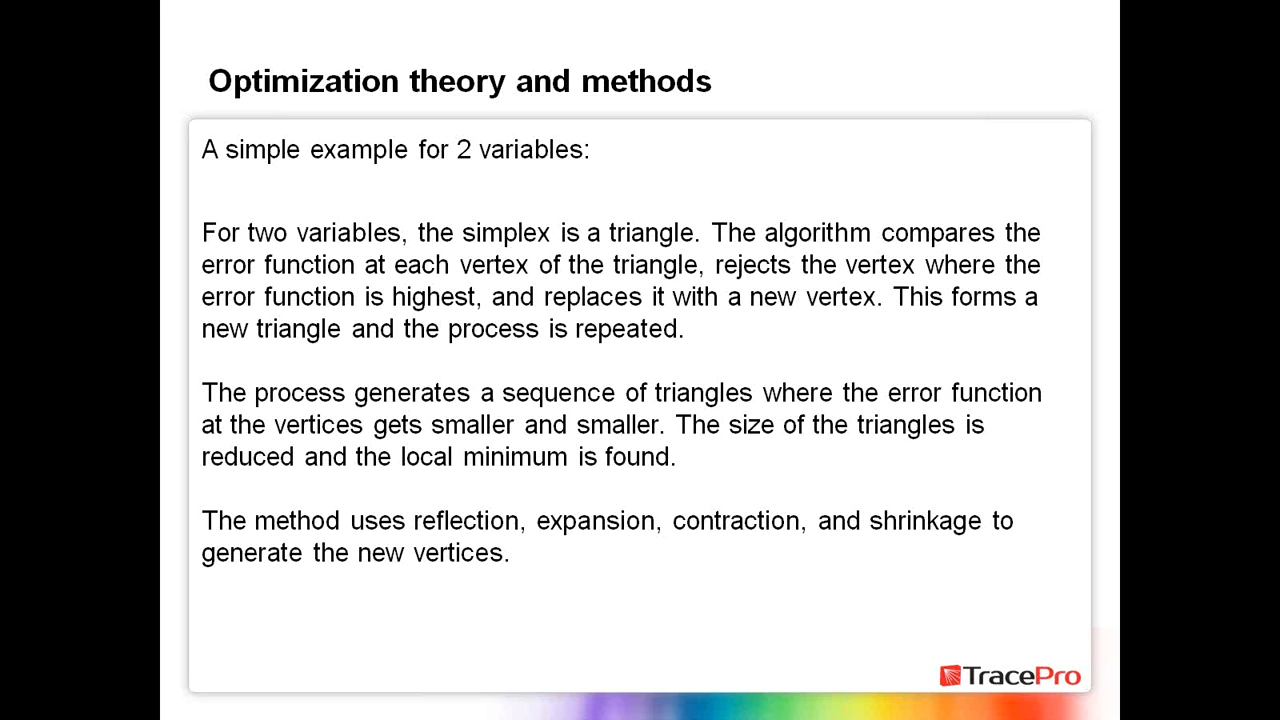 Optimization theory and methods
A simple example for 2 variables:
For two variables, the simplex is a triangle. The algorithm compares the
error function at each vertex of the triangle, rejects the vertex where the
error function is highest, and replaces it with a new vertex. This forms a
new triangle and the process is repeated.
The process generates a sequence of triangles where the error function
at the vertices gets smaller and smaller. The size of the triangles is
reduced and the local minimum is found.
The method uses reflection, expansion, contraction, and shrinkage to
generate the new vertices.
TracePro